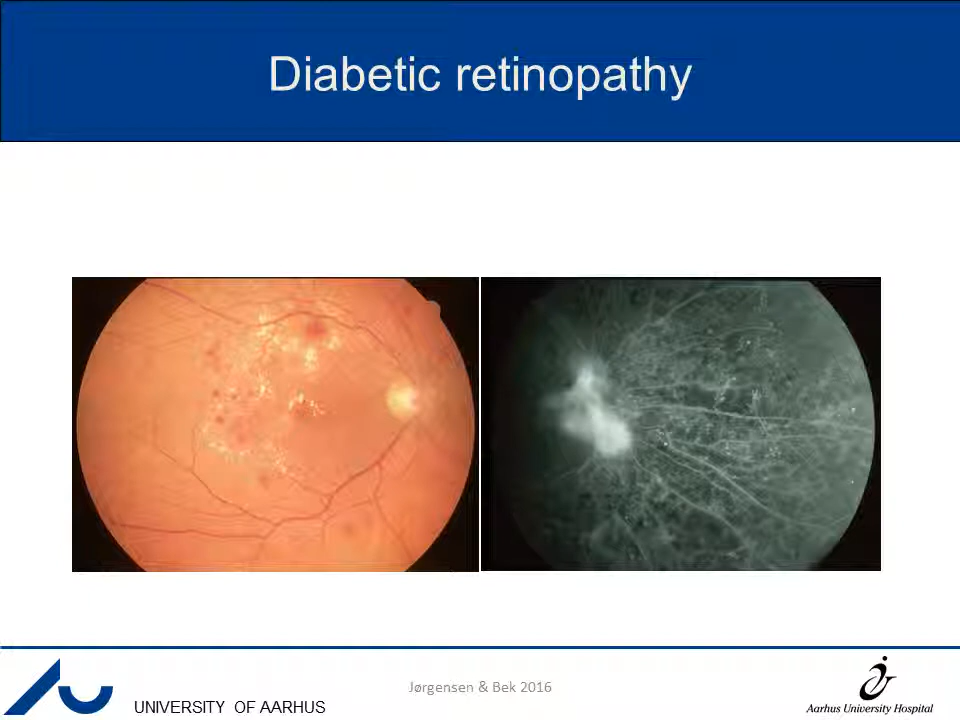 Diabetic retinopathy
Jørgensen & Bek 2016
UNIVERSITY OF AARHUS
Aarhus University Hospital